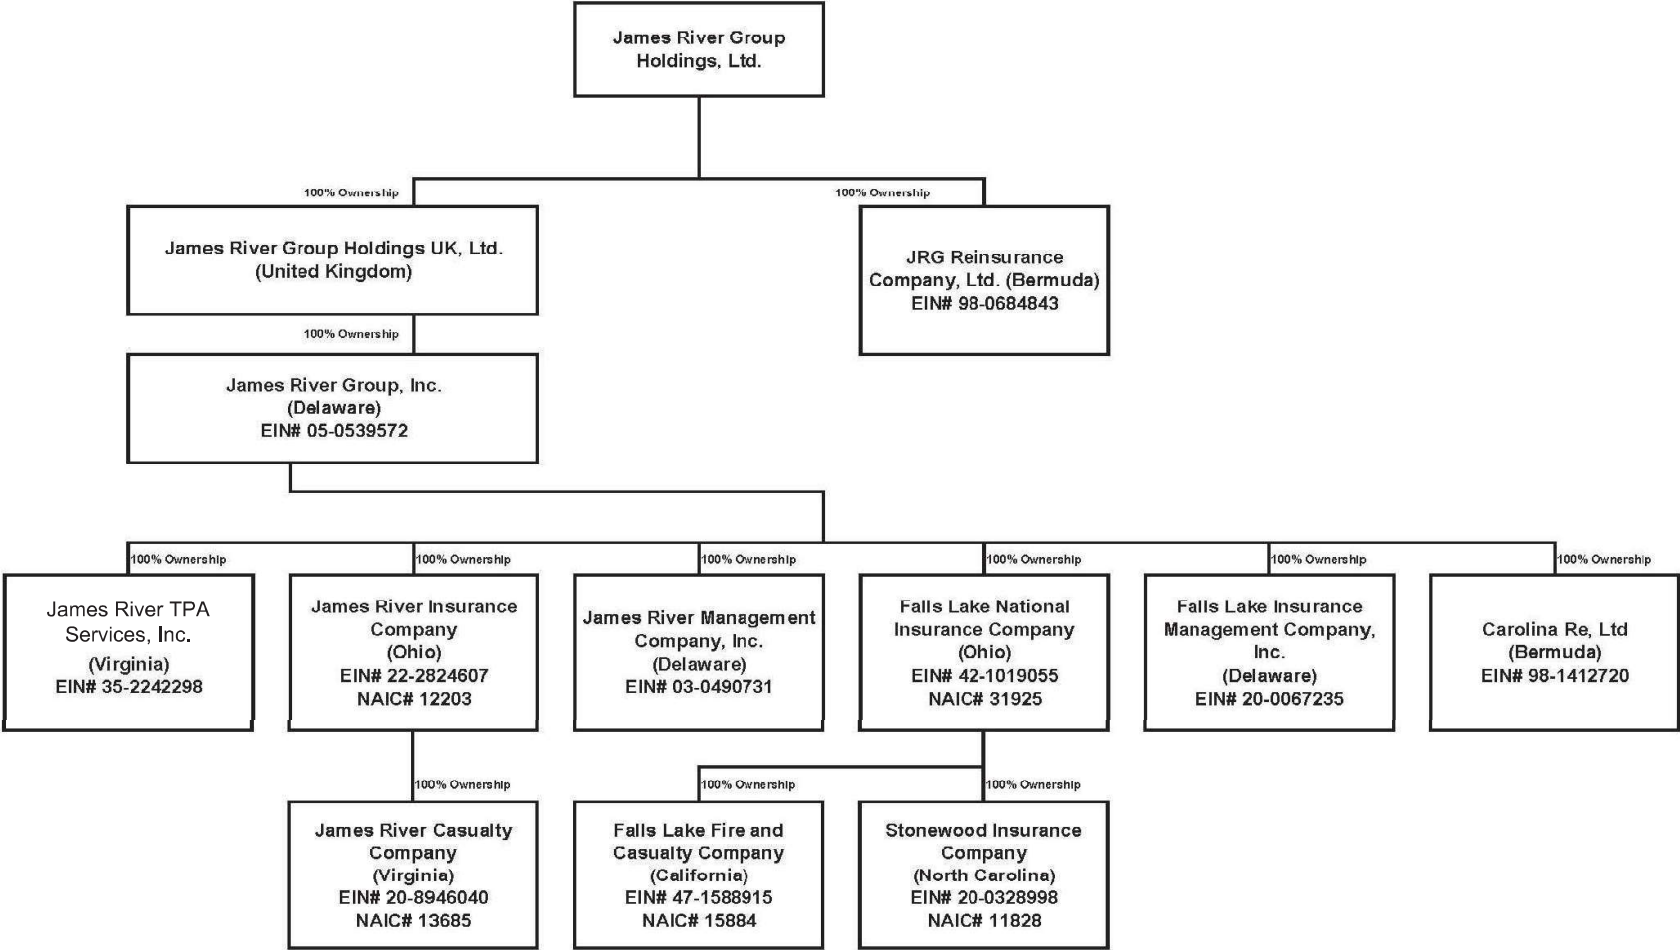 James River Group
Holdings, Ltd.
100% Ownership
100% Ownership
James River Group Holdings UK, Ltd.
(United Kingdom)
JRG Reinsurance
Company, Ltd. (Bermuda)
EIN# 98-0684843
100% Ownership
James River Group, Inc.
(Delaware)
EIN# 05-0539572
100% Ownership
100% Ownership
100% Ownership
100% Ownership
100% Ownership
100% Ownership
James River TPA
Services, Inc.
(Virginia)
EIN# 35-2242298
James River Insurance
Company
(Ohio)
EIN# 22-2824607
NAIC# 12203
James River Management
Company, Inc.
(Delaware)
EIN# 03-0490731
Falls Lake National
Insurance Company
(Ohio)
EIN# 42-1019055
NAIC# 31925
Falls Lake Insurance
Management Company,
Inc.
(Delaware)
EIN# 20-0067235
Carolina Re, Ltd
(Bermuda)
EIN# 98-1412720
100% Ownership
100% Ownership
100% Ownership
James River Casualty
Company
(Virginia)
EIN# 20-8946040
NAIC# 13685
Falls Lake Fire and
Casualty Company
(California)
EIN# 47-1588915
NAIC# 15884
Stonewood Insurance
Company
(North Carolina)
EIN# 20-0328998
NAIC# 11828